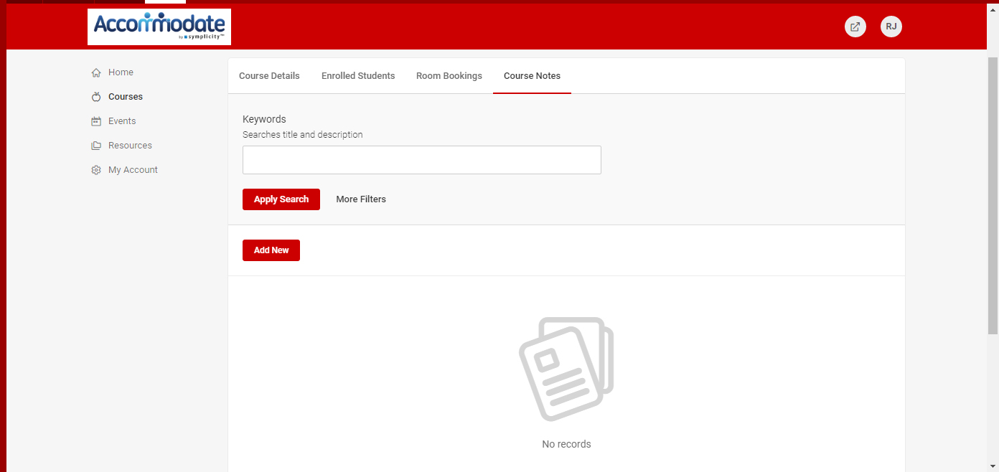 Accommodate
by symplicity™
RJ
Home
Courses
Events
Resources
My Account
Course Details Enrolled Students Room Bookings Course Notes
Keywords
Searches title and description
Apply Search More Filters
Add New
No records